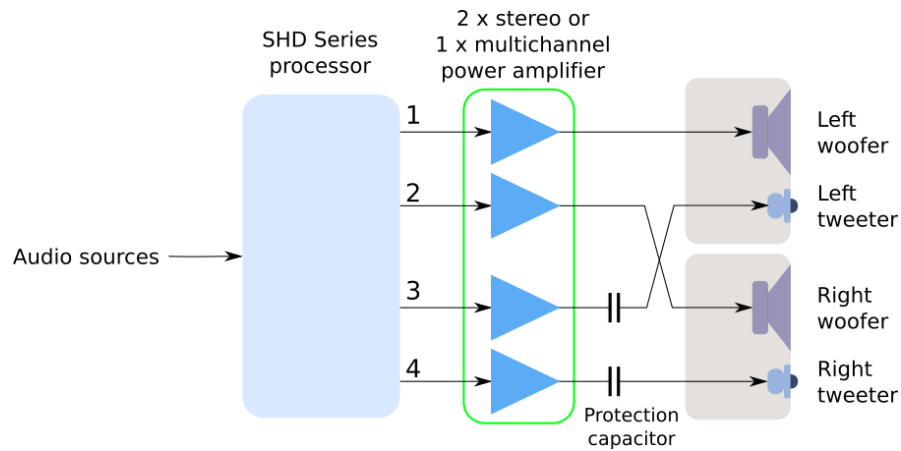 2 x stereo or
1 x multichannel
power amplifier
SHD Series
processor
1
2
3
4
Audio sources
Left
woofer
Left
tweeter
Right
woofer
Right
tweeter
Protection
capacitor